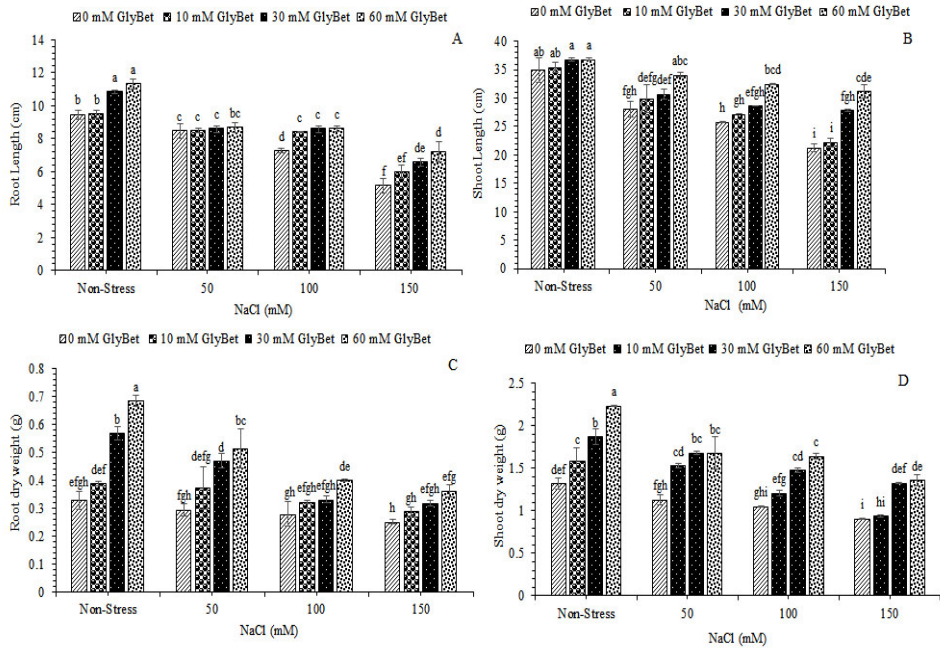 0 mM GlyBet 10 mM GlyBet 30 mM GlyBet 60 mM GlyBet
A
Root Length (cm)
14
12
10
8
6
4
2
0
b b a a
c c c bc
d c c c
f ef de d
Non-Stress 50 100 150
NaCl (mM)
0 mM GlyBet 10 mM GlyBet 30 mM GlyBet 60 mM GlyBet
B
Shoot Length (cm)
40
35
30
25
20
15
10
5
0
ab ab a a
fgh defg def abc
h gh efgh bcd
i i fgh cde
Non-Stress 50 100 150
NaCl (mM)
0 mM GlyBet 10 mM GlyBet 30 mM GlyBet 60 mM GlyBet
C
Root dry weight (g)
0.8
0.7
0.6
0.5
0.4
0.3
0.2
0.1
0
efgh def b a
fgh defg d bc
gh efgh efgh de
h gh efgh efg
Non-Stress 50 100 150
NaCl (mM)
0 mM GlyBet 10 mM GlyBet 30 mM GlyBet 60 mM GlyBet
D
Shoot dry weight (g)
2.5
2
1.5
1
0.5
0
def c b a
fgh cd bc bc
ghi efg cd c
i hi def de
Non-Stress 50 100 150
NaCl (mM)